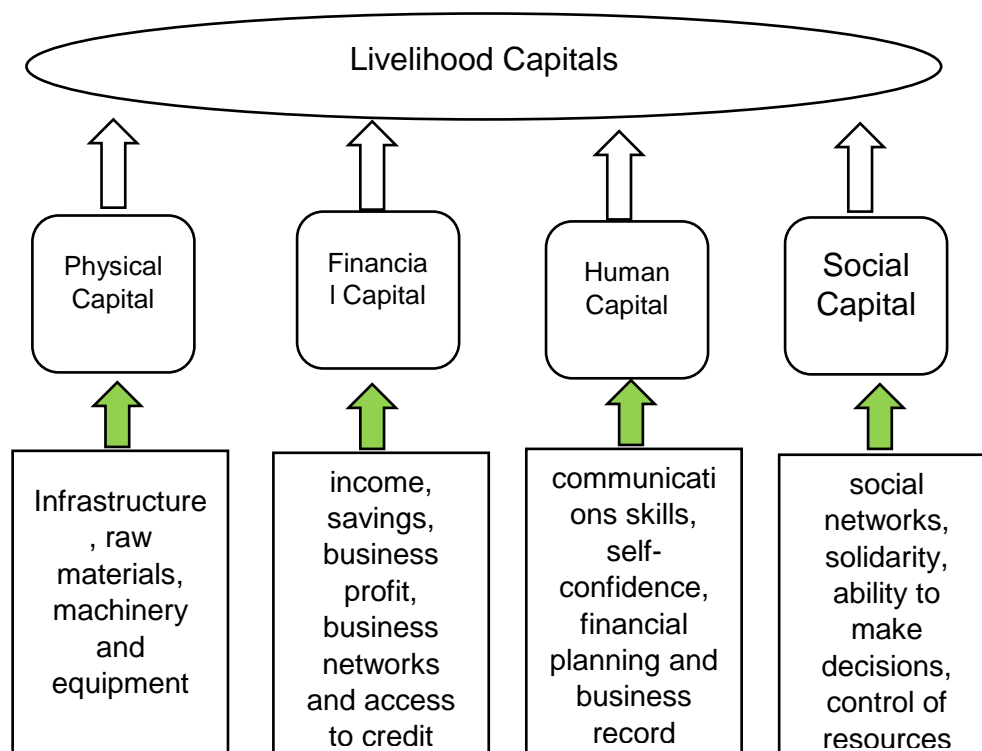 Livelihood Capitals
Physical
Capital
Financia
l Capital
Human
Capital
Social
Capital
Infrastructure
, raw
materials,
machinery
and
equipment
income,
savings,
business
profit,
business
networks
and access
to credit
communicati
ons skills,
self-
confidence,
financial
planning and
business
record
social
networks,
solidarity,
ability to
make
decisions,
control of
resources